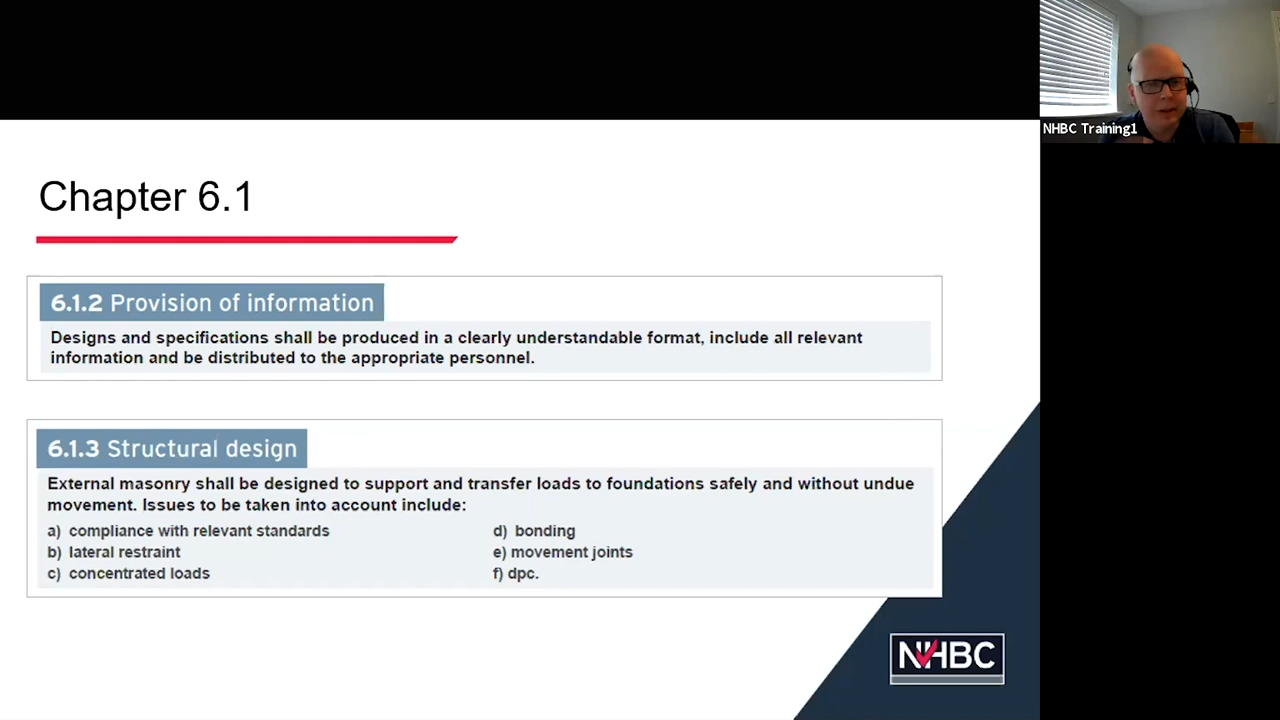 NHBC Training1
Chapter 6.1
6.1.2 Provision of information
Designs and specifications shall be produced in a clearly understandable format, include all relevant
information and be distributed to the appropriate personnel.
6.1.3 Structural design
External masonry shall be designed to support and transfer loads to foundations safely and without undue
movement. Issues to be taken into account include:
a) compliance with relevant standards
b) lateral restraint
c) concentrated loads
d) bonding
e) movement joints
f) dpc.
NHBC